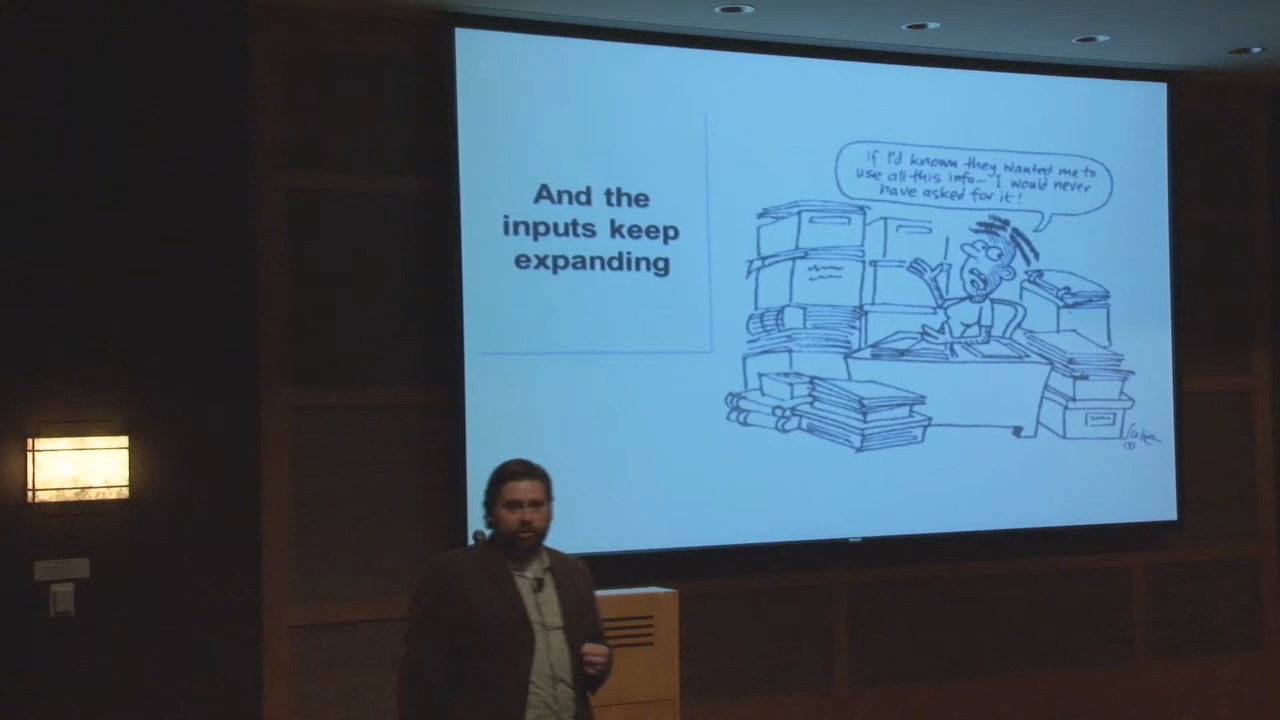 And the
inputs keep
expanding
If I'd known they wanted me to
use all this info - I would never
have asked for it!